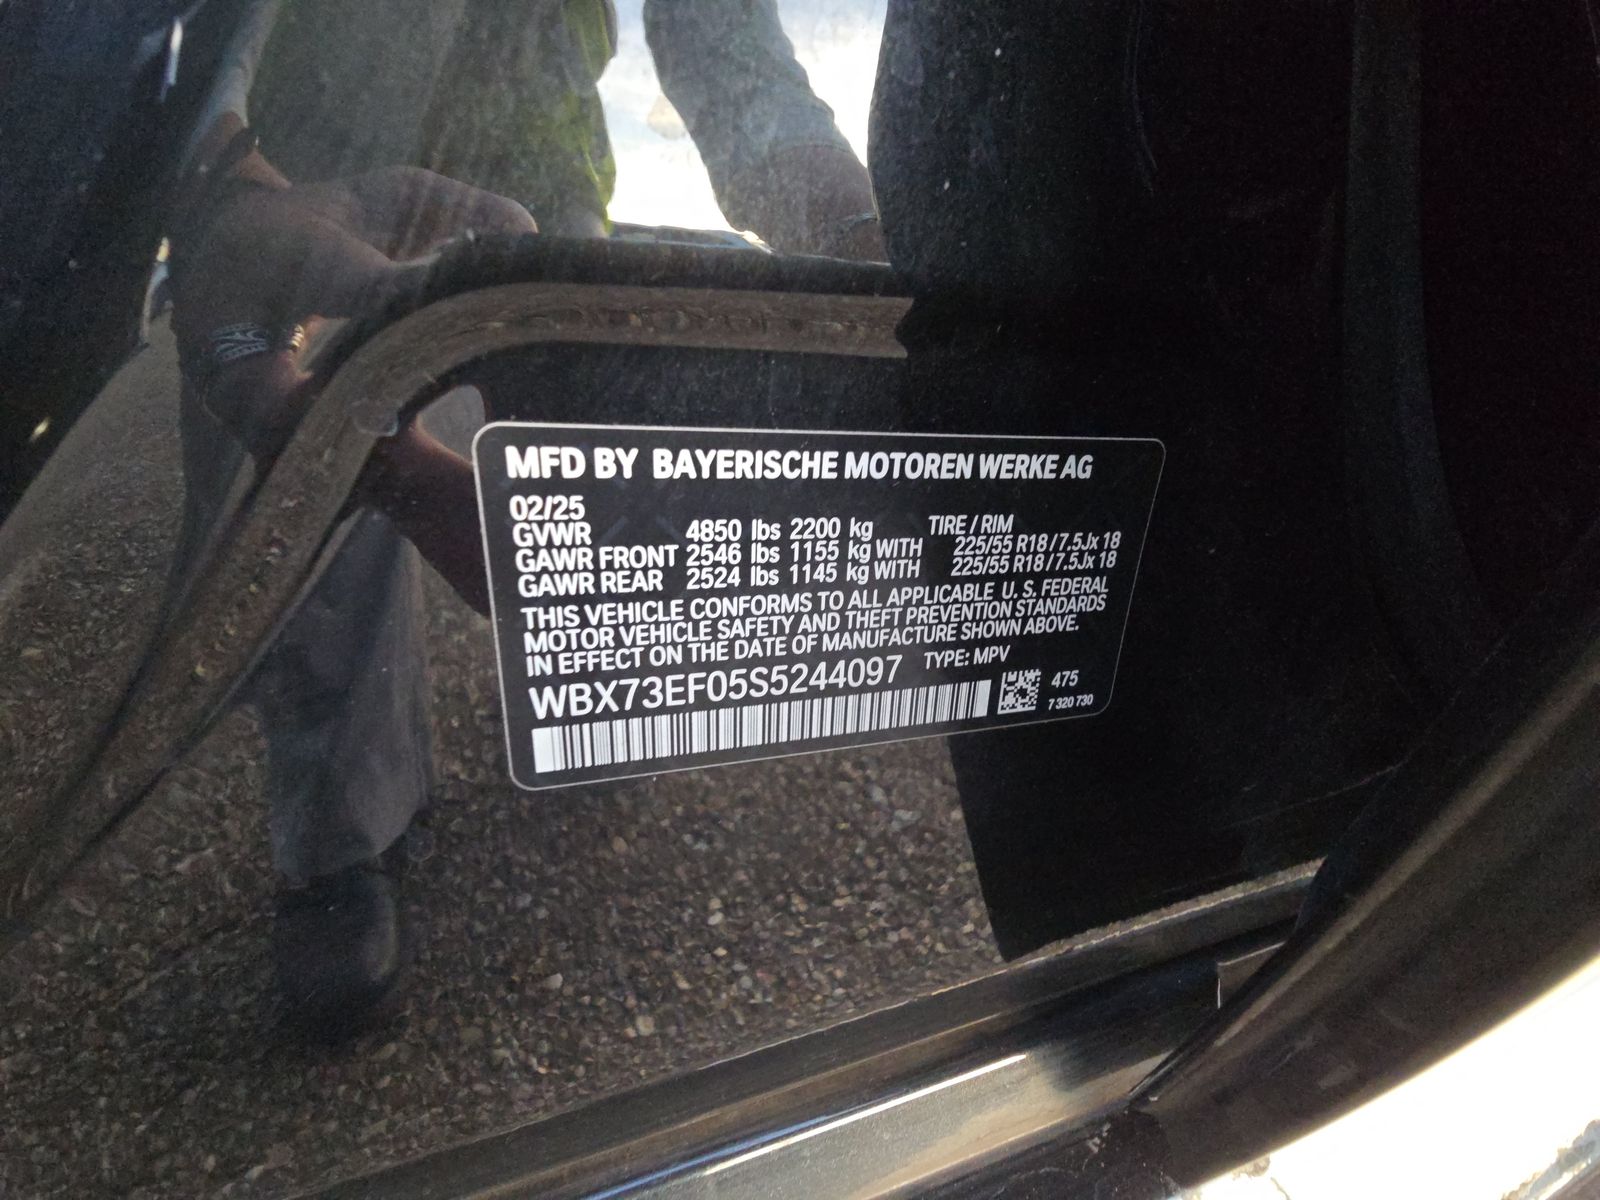 MFD BY BAYERISCHE MOTOREN WERKE AG
02/25
GVWR 4850 lbs 2200 kg TIRE / RIM
GAWR FRONT 2546 lbs 1155 kg WITH 225/55 R18 / 7.5Jx 18
GAWR REAR 2524 lbs 1145 kg WITH 225/55 R18 / 7.5Jx 18
THIS VEHICLE CONFORMS TO ALL APPLICABLE U. S. FEDERAL
MOTOR VEHICLE SAFETY AND THEFT PREVENTION STANDARDS
IN EFFECT ON THE DATE OF MANUFACTURE SHOWN ABOVE.
WBX73EF05S5244097 TYPE: MPV
475
7 320 730